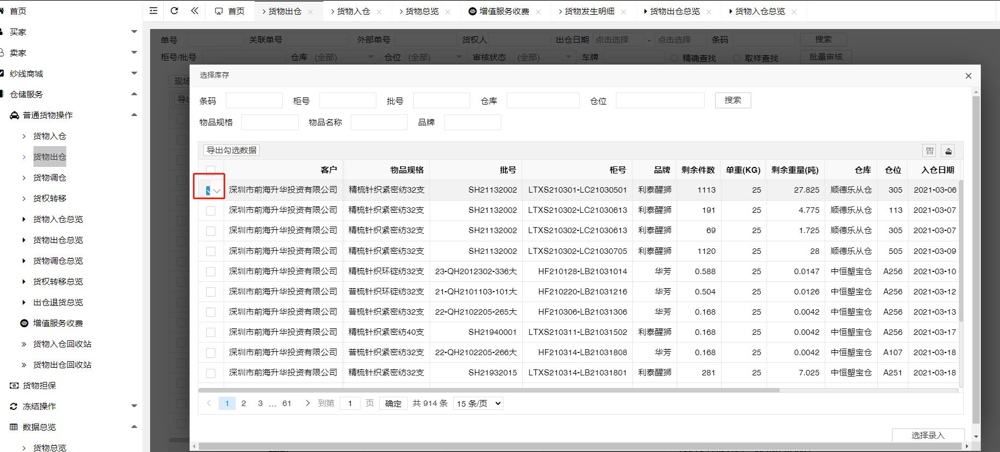 首页
买家
卖家
纱线商城
仓储服务
普通货物操作
货物入仓
货物出仓
货物调仓
货权转移
货物入仓总览
货物出仓总览
货物调仓总览
货权转移总览
出仓退货总览
增值服务收费
货物入仓回收站
货物出仓回收站
货物担保
冻结操作
数据总览
货物总览
首页 货物出仓 货物入仓 货物总览 增值服务收费 货物发生明细 货物出仓总览 货物入仓总览
单号 关联单号 外部单号 货权人 出仓日期 点击选择 - 点击选择 条码 搜索
柜号/批号 仓库 (全部) 仓位 (全部) 审核状态 (全部) 车牌 精确查找 取样查找 批量审核
现场
导出
选择库存
条码 柜号 批号 仓库 仓位 搜索
物品规格 物品名称 品牌
导出勾选数据
客户 物品规格 批号 柜号 品牌 剩余件数 单重(KG) 剩余重量(吨) 仓库 仓位 入仓日期
深圳市前海升华投资有限公司 精梳针织紧密纺32支 SH21132002 LTXS210301-LC21030501 利泰醒狮 1113 25 27.825 顺德乐从仓 305 2021-03-06
深圳市前海升华投资有限公司 精梳针织紧密纺32支 SH21132002 LTXS210302-LC21030613 利泰醒狮 191 25 4.775 顺德乐从仓 113 2021-03-07
深圳市前海升华投资有限公司 精梳针织紧密纺32支 SH21132002 LTXS210302-LC21030613 利泰醒狮 69 25 1.725 顺德乐从仓 305 2021-03-07
深圳市前海升华投资有限公司 精梳针织紧密纺32支 SH21132002 LTXS210302-LC21030705 利泰醒狮 1120 25 28 顺德乐从仓 505 2021-03-09
深圳市前海升华投资有限公司 精梳针织环锭纺32支 23-QH2012302-336大 HF210128-LB21031014 华芳 0.588 25 0.0147 中恒塱宝仓 A256 2021-03-10
深圳市前海升华投资有限公司 普梳针织环锭纺32支 21-QH2101103-101大 HF210220-LB21031216 华芳 0.504 25 0.0126 中恒塱宝仓 A256 2021-03-12
深圳市前海升华投资有限公司 普梳针织紧密纺32支 22-QH2102205-265大 HF210306-LB21031306 华芳 0.168 25 0.0042 中恒塱宝仓 A256 2021-03-13
深圳市前海升华投资有限公司 精梳针织紧密纺40支 SH21940001 LTXS210311-LB21031502 利泰醒狮 0.168 25 0.0042 中恒塱宝仓 A256 2021-03-17
深圳市前海升华投资有限公司 普梳针织紧密纺32支 22-QH2102205-266大 HF210314-LB21031808 华芳 0.168 25 0.0042 中恒塱宝仓 A107 2021-03-18
深圳市前海升华投资有限公司 精梳针织紧密纺32支 SH21932015 LTXS210314-LB21031801 利泰醒狮 281 25 7.025 中恒塱宝仓 A251 2021-03-18
1 2 3 … 61 到第 1 页 确定 共 914 条 15 条/页
选择录入